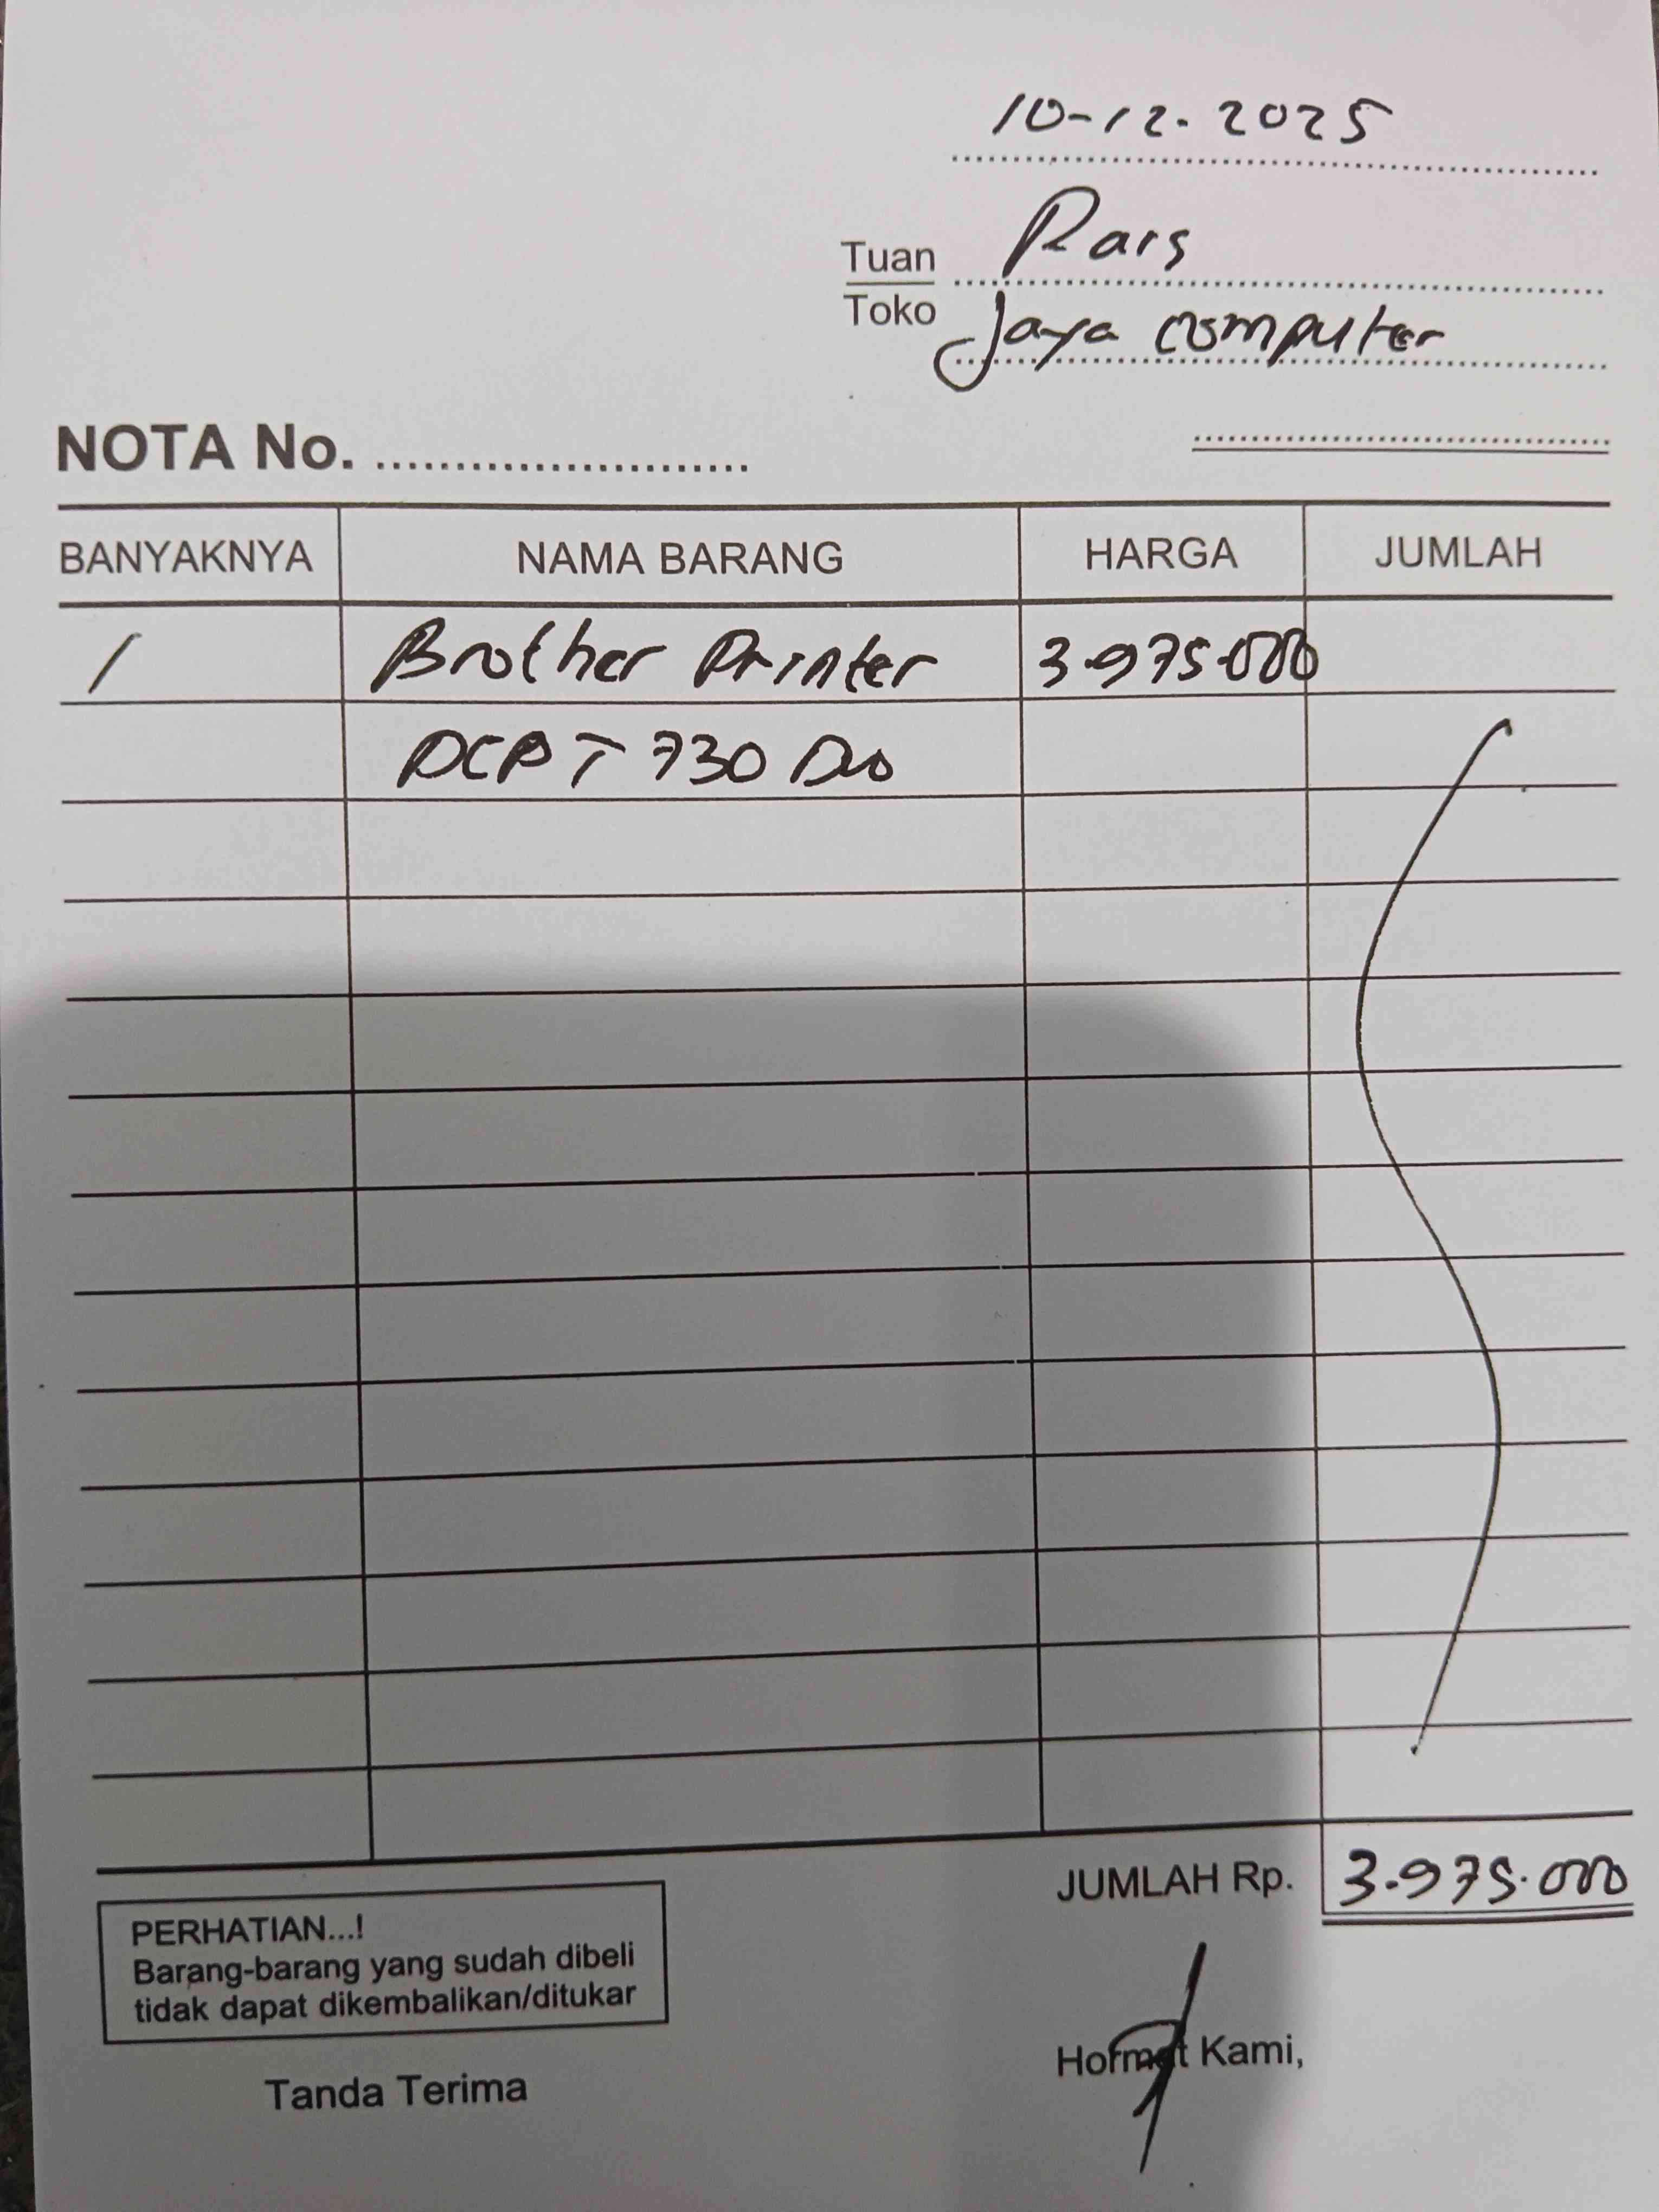 10-12-2025
Tuan Rais
Toko Jaya Computer
NOTA No. ........................
BANYAKNYA NAMA BARANG HARGA JUMLAH
1 Brother Printer 3.975.000
DCP T 730 DW
JUMLAH Rp. 3.975.000
PERHATIAN...!
Barang-barang yang sudah dibeli
tidak dapat dikembalikan/ditukar
Hormat Kami,
Tanda Terima